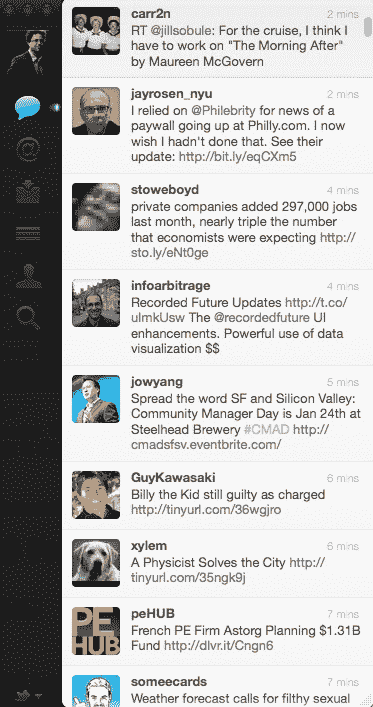 carr2n 2 mins
RT @jillsobule: For the cruise, I think I
have to work on "The Morning After"
by Maureen McGovern
jayrosen_nyu 2 mins
I relied on @Philebrity for news of a
paywall going up at Philly.com. I now
wish I hadn't done that. See their
update: http://bit.ly/eqCXm5
stoweboyd 4 mins
private companies added 297,000 jobs
last month, nearly triple the number
that economists were expecting http://
sto.ly/eNt0ge
infoarbitrage 4 mins
Recorded Future Updates http://t.co/
ulmkUsw The @recordedfuture UI
enhancements. Powerful use of data
visualization $$
jowyang 5 mins
Spread the word SF and Silicon Valley:
Community Manager Day is Jan 24th at
Steelhead Brewery #CMAD http://
cmadsfsv.eventbrite.com/
GuyKawasaki 6 mins
Billy the Kid still guilty as charged
http://tinyurl.com/36wgjro
xylem 6 mins
A Physicist Solves the City http://
tinyurl.com/35ngk9j
PE
HUB
peHUB 7 mins
French PE Firm Astorg Planning $1.31B
Fund http://dlvr.it/Cngn6
someecards 7 mins
Weather forecast calls for filthy sexual